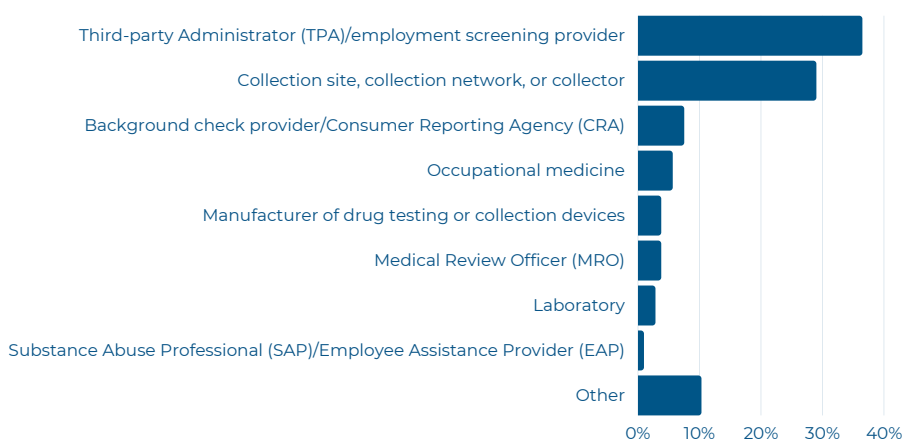 Third-party Administrator (TPA)/employment screening provider
Collection site, collection network, or collector
Background check provider/Consumer Reporting Agency (CRA)
Occupational medicine
Manufacturer of drug testing or collection devices
Medical Review Officer (MRO)
Laboratory
Substance Abuse Professional (SAP)/Employee Assistance Provider (EAP)
Other
0% 10% 20% 30% 40%